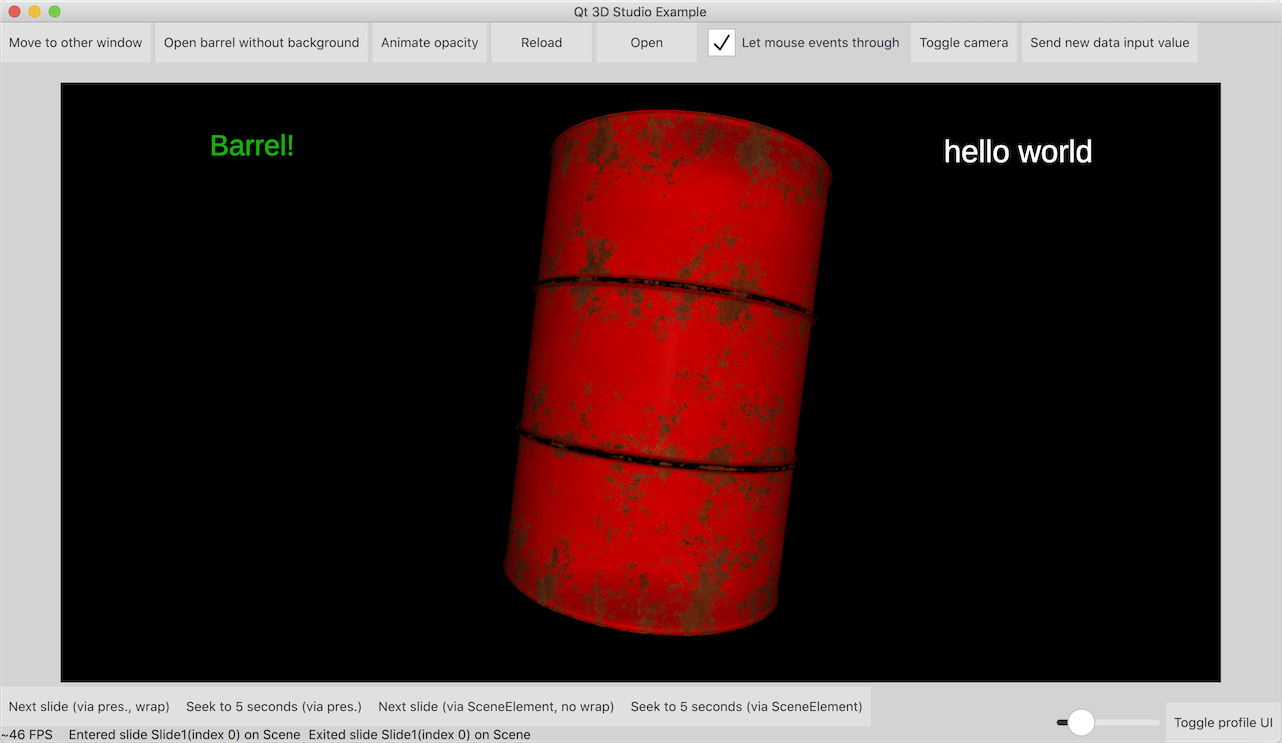 Qt 3D Studio Example
Move to other window Open barrel without background Animate opacity Reload Open Let mouse events through Toggle camera Send new data input value
Barrel!
hello world
Next slide (via pres., wrap) Seek to 5 seconds (via pres.) Next slide (via SceneElement, no wrap) Seek to 5 seconds (via SceneElement)
Toggle profile UI
~46 FPS Entered slide Slide1(index 0) on Scene Exited slide Slide1(index 0) on Scene